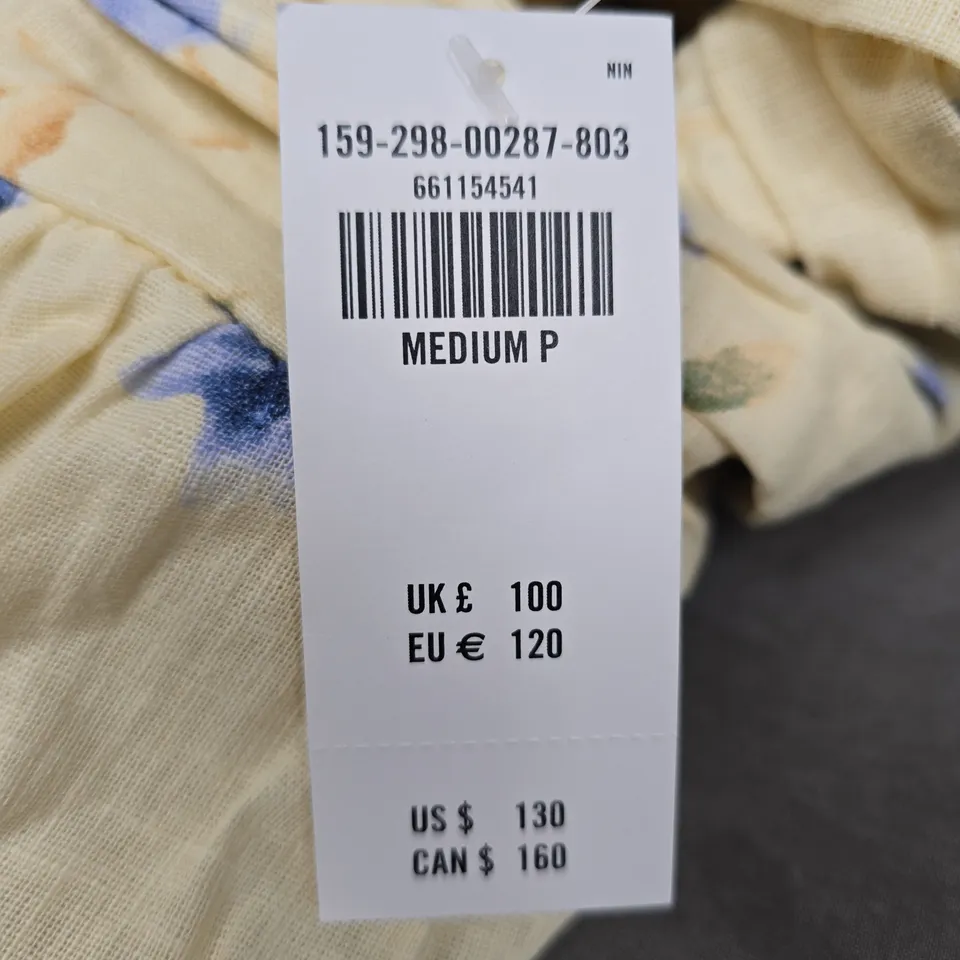 NIN
159-298-00287-803
661154541
MEDIUM P
UK £ 100
EU € 120
US $ 130
CAN $ 160